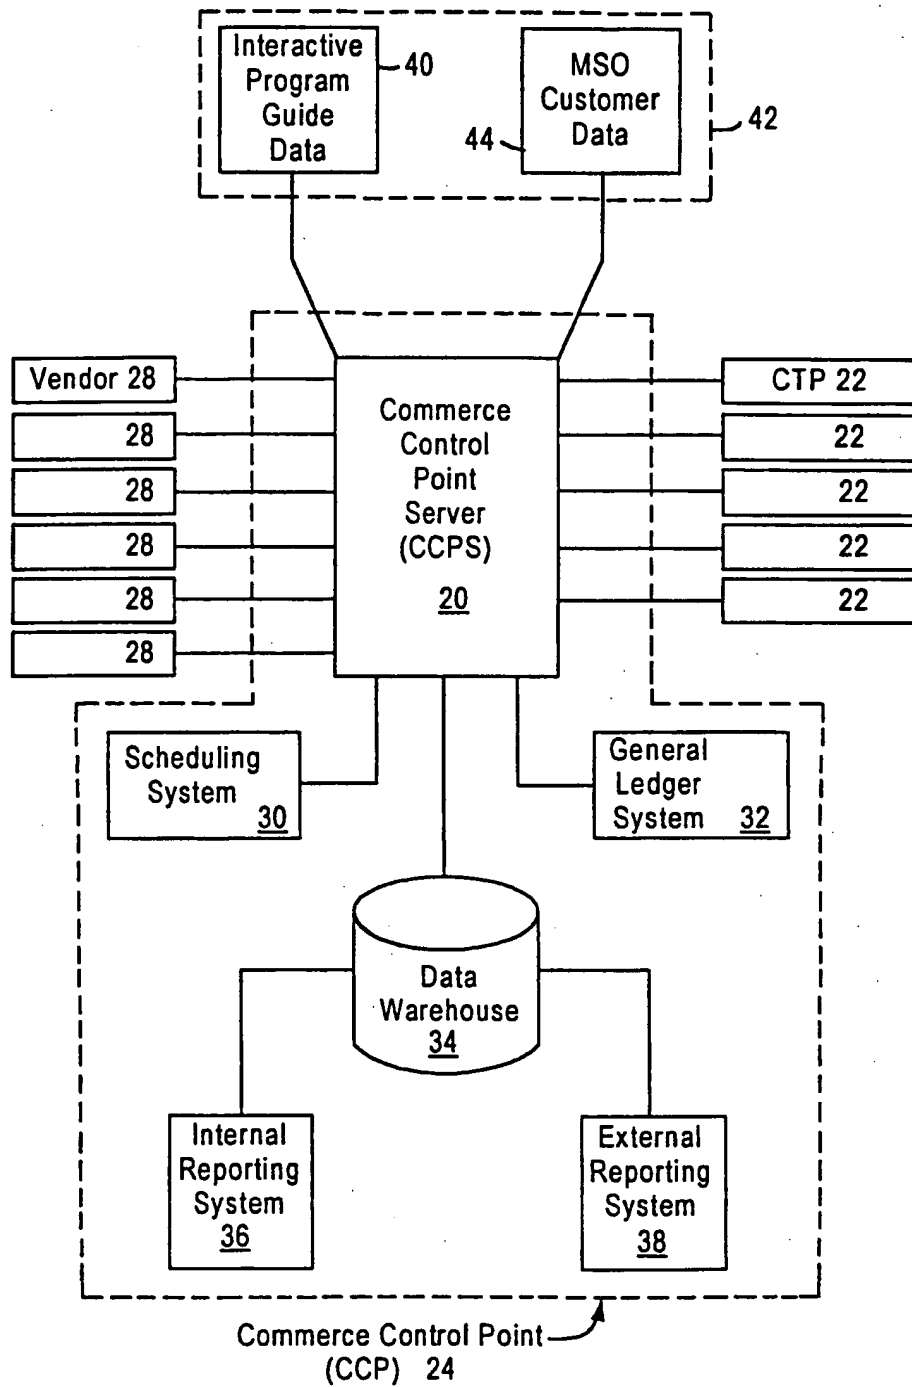 Interactive
Program
Guide
Data
40
MSO
Customer
Data
44
42
Vendor 28
28
28
28
28
28
Commerce
Control
Point
Server
(CCPS)
20
CTP 22
22
22
22
22
Scheduling
System
30
General
Ledger
System 32
Data
Warehouse
34
Internal
Reporting
System
36
External
Reporting
System
38
Commerce Control Point
(CCP) 24